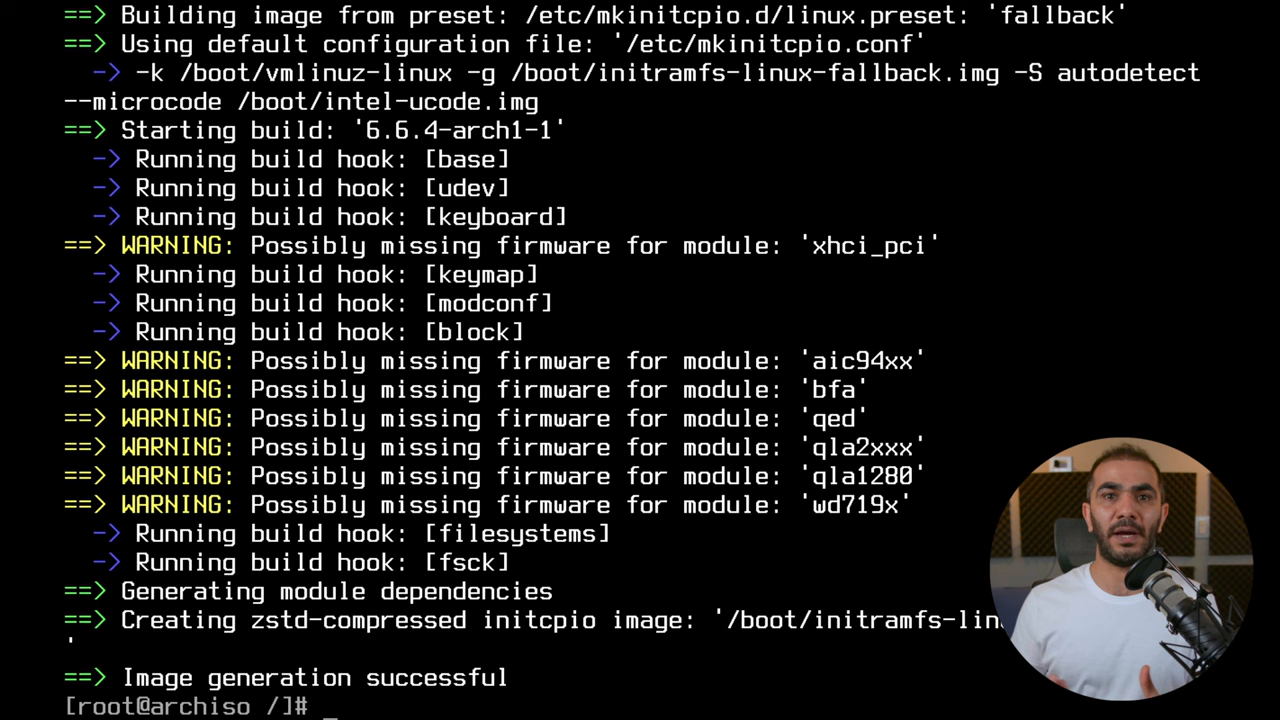 ==> Building image from preset: /etc/mkinitcpio.d/linux.preset: 'fallback'
==> Using default configuration file: '/etc/mkinitcpio.conf'
  -> -k /boot/vmlinuz-linux -g /boot/initramfs-linux-fallback.img -S autodetect
--microcode /boot/intel-ucode.img
==> Starting build: '6.6.4-arch1-1'
  -> Running build hook: [base]
  -> Running build hook: [udev]
  -> Running build hook: [keyboard]
==> WARNING: Possibly missing firmware for module: 'xhci_pci'
  -> Running build hook: [keymap]
  -> Running build hook: [modconf]
  -> Running build hook: [block]
==> WARNING: Possibly missing firmware for module: 'aic94xx'
==> WARNING: Possibly missing firmware for module: 'bfa'
==> WARNING: Possibly missing firmware for module: 'qed'
==> WARNING: Possibly missing firmware for module: 'qla2xxx'
==> WARNING: Possibly missing firmware for module: 'qla1280'
==> WARNING: Possibly missing firmware for module: 'wd719x'
  -> Running build hook: [filesystems]
  -> Running build hook: [fsck]
==> Generating module dependencies
==> Creating zstd-compressed initcpio image: '/boot/initramfs-lin
'
==> Image generation successful
[root@archiso /]# _